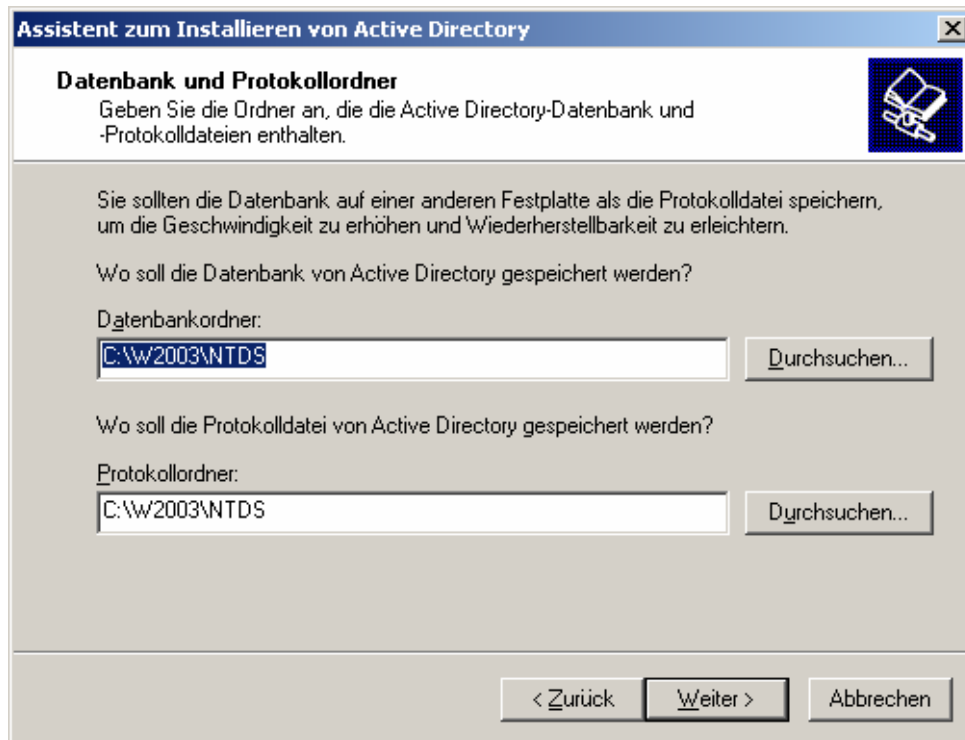 Assistent zum Installieren von Active Directory
Datenbank und Protokollordner
Geben Sie die Ordner an, die die Active Directory-Datenbank und
-Protokolldateien enthalten.
Sie sollten die Datenbank auf einer anderen Festplatte als die Protokolldatei speichern,
um die Geschwindigkeit zu erhöhen und Wiederherstellbarkeit zu erleichtern.
Wo soll die Datenbank von Active Directory gespeichert werden?
Datenbankordner:
C:\W2003\NTDS
Durchsuchen...
Wo soll die Protokolldatei von Active Directory gespeichert werden?
Protokollordner:
C:\W2003\NTDS
Durchsuchen...
< Zurück Weiter > Abbrechen